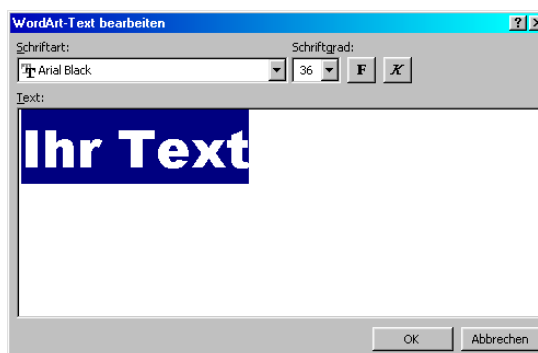 WordArt-Text bearbeiten
Schriftart: Schriftgrad:
Arial Black 36 F K
Text:
Ihr Text
OK Abbrechen